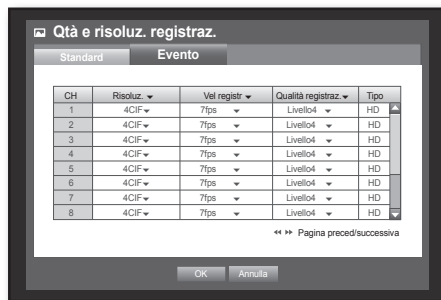 Qtà e risoluz. registraz.
Standard Evento
CH Risoluz. Vel registr Qualità registraz. Tipo
1 4CIF 7fps Livello4 HD
2 4CIF 7fps Livello4 HD
3 4CIF 7fps Livello4 HD
4 4CIF 7fps Livello4 HD
5 4CIF 7fps Livello4 HD
6 4CIF 7fps Livello4 HD
7 4CIF 7fps Livello4 HD
8 4CIF 7fps Livello4 HD
Pagina preced/successiva
OK Annulla